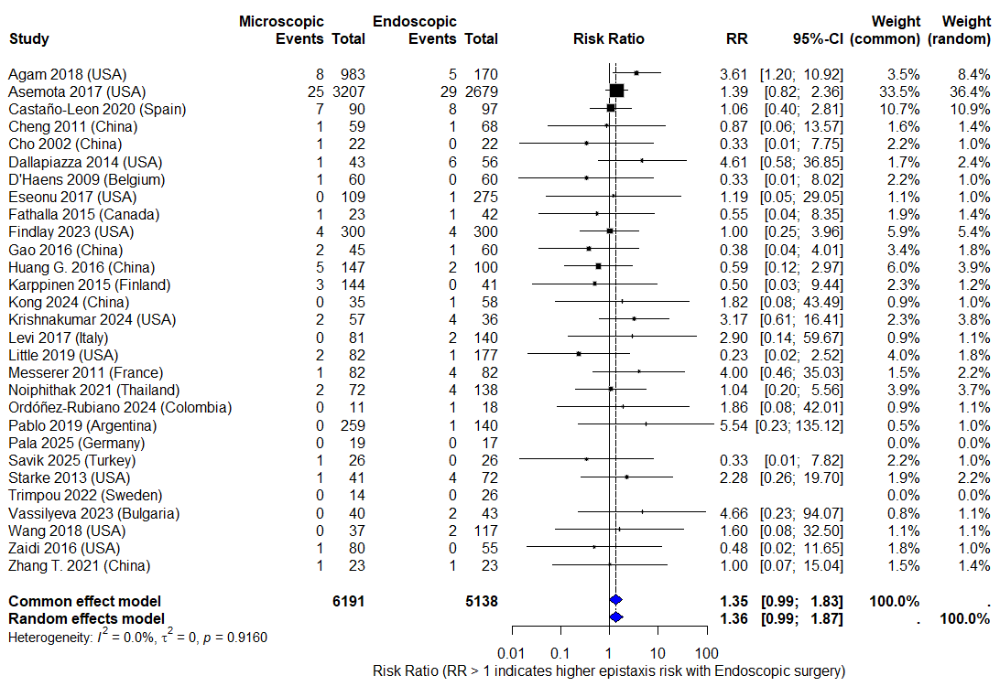 Microscopic Endoscopic Weight Weight
Study Events Total Events Total Risk Ratio RR 95%-CI (common) (random)
Agam 2018 (USA) 8 983 5 170 3.61 [1.20; 10.92] 3.5% 8.4%
Asemota 2017 (USA) 25 3207 29 2679 1.39 [0.82; 2.36] 33.5% 36.4%
Castaño-Leon 2020 (Spain) 7 90 8 97 1.06 [0.40; 2.81] 10.7% 10.9%
Cheng 2011 (China) 1 59 1 68 0.87 [0.06; 13.57] 1.6% 1.4%
Cho 2002 (China) 1 22 0 22 0.33 [0.01; 7.75] 2.2% 1.0%
Dallapiazza 2014 (USA) 1 43 6 56 4.61 [0.58; 36.85] 1.7% 2.4%
D'Haens 2009 (Belgium) 1 60 0 60 0.33 [0.01; 8.02] 2.2% 1.0%
Eseonu 2017 (USA) 0 109 1 275 1.19 [0.05; 29.05] 1.1% 1.0%
Fathalla 2015 (Canada) 1 23 1 42 0.55 [0.04; 8.35] 1.9% 1.4%
Findlay 2023 (USA) 4 300 4 300 1.00 [0.25; 3.96] 5.9% 5.4%
Gao 2016 (China) 2 45 1 60 0.38 [0.04; 4.01] 3.4% 1.8%
Huang G. 2016 (China) 5 147 2 100 0.59 [0.12; 2.97] 6.0% 3.9%
Karppinen 2015 (Finland) 3 144 0 41 0.50 [0.03; 9.44] 2.3% 1.2%
Kong 2024 (China) 0 35 1 58 1.82 [0.08; 43.49] 0.9% 1.0%
Krishnakumar 2024 (USA) 2 57 4 36 3.17 [0.61; 16.41] 2.3% 3.8%
Levi 2017 (Italy) 0 81 2 140 2.90 [0.14; 59.67] 0.9% 1.1%
Little 2019 (USA) 2 82 1 177 0.23 [0.02; 2.52] 4.0% 1.8%
Messerer 2011 (France) 1 82 4 82 4.00 [0.46; 35.03] 1.5% 2.2%
Noiphithak 2021 (Thailand) 2 72 4 138 1.04 [0.20; 5.56] 3.9% 3.7%
Ordóñez-Rubiano 2024 (Colombia) 0 11 1 18 1.86 [0.08; 42.01] 0.9% 1.1%
Pablo 2019 (Argentina) 0 259 1 140 5.54 [0.23; 135.12] 0.5% 1.0%
Pala 2025 (Germany) 0 19 0 17 0.0% 0.0%
Savik 2025 (Turkey) 1 26 0 26 0.33 [0.01; 7.82] 2.2% 1.0%
Starke 2013 (USA) 1 41 4 72 2.28 [0.26; 19.70] 1.9% 2.2%
Trimpou 2022 (Sweden) 0 14 0 26 0.0% 0.0%
Vassilyeva 2023 (Bulgaria) 0 40 2 43 4.66 [0.23; 94.07] 0.8% 1.1%
Wang 2018 (USA) 0 37 2 117 1.60 [0.08; 32.50] 1.1% 1.1%
Zaidi 2016 (USA) 1 80 0 55 0.48 [0.02; 11.65] 1.8% 1.0%
Zhang T. 2021 (China) 1 23 1 23 1.00 [0.07; 15.04] 1.5% 1.4%
Common effect model 6191 5138 1.35 [0.99; 1.83] 100.0% .
Random effects model 1.36 [0.99; 1.87] . 100.0%
Heterogeneity: I² = 0.0%, τ² = 0, p = 0.9160
0.01 0.1 1 10 100
Risk Ratio (RR > 1 indicates higher epistaxis risk with Endoscopic surgery)